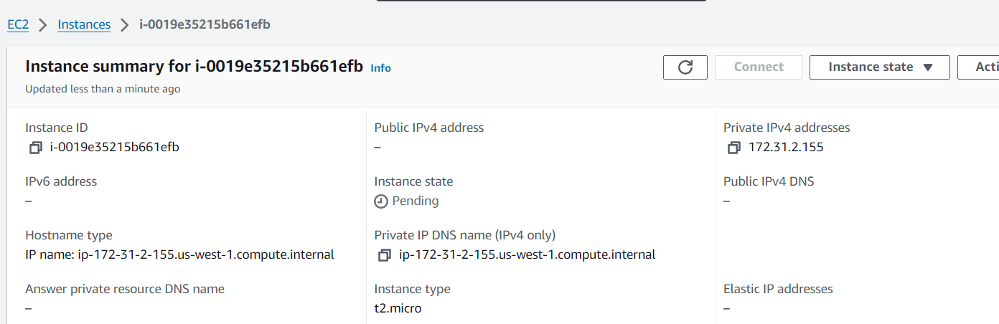 EC2 > Instances > i-0019e35215b661efb
Instance summary for i-0019e35215b661efb Info
Updated less than a minute ago
Connect
Instance state
Acti
Instance ID
i-0019e35215b661efb
Public IPv4 address
–
Private IPv4 addresses
172.31.2.155
IPv6 address
–
Instance state
Pending
Public IPv4 DNS
–
Hostname type
IP name: ip-172-31-2-155.us-west-1.compute.internal
Private IP DNS name (IPv4 only)
ip-172-31-2-155.us-west-1.compute.internal
Answer private resource DNS name
–
Instance type
t2.micro
Elastic IP addresses
–